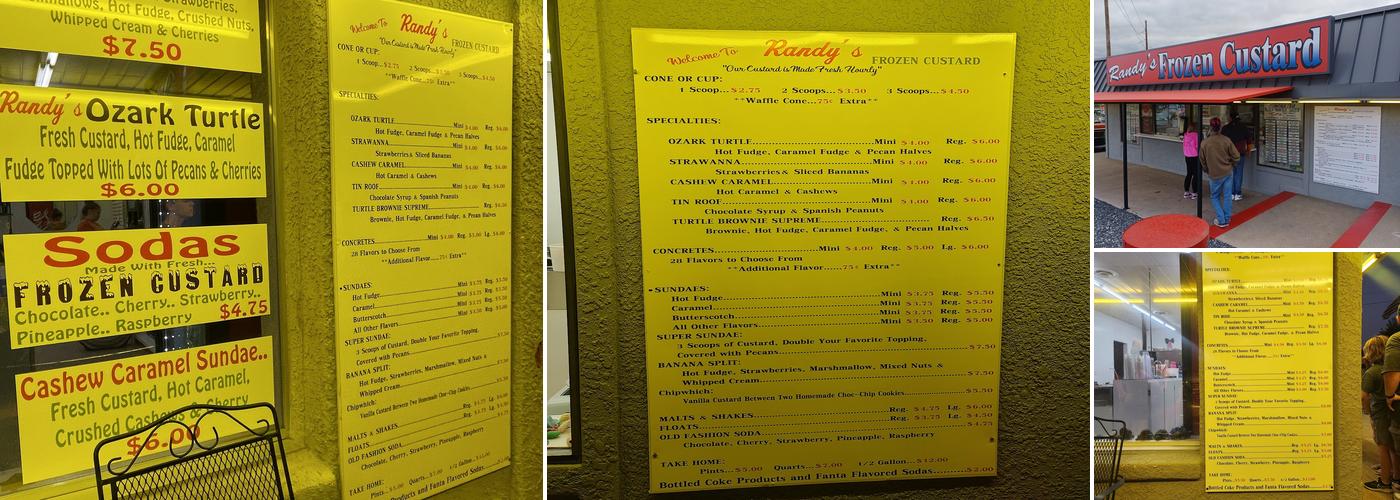 Strawberries,
Marshmallows, Hot Fudge, Crushed Nuts,
Whipped Cream & Cherries
$7.50
Randy's Ozark Turtle
Fresh Custard, Hot Fudge, Caramel
Fudge Topped With Lots Of Pecans & Cherries
$6.00
Sodas
Made With Fresh...
FROZEN CUSTARD
Chocolate.. Cherry.. Strawberry..
Pineapple.. Raspberry $4.75
Cashew Caramel Sundae..
Fresh Custard, Hot Caramel,
Crushed Cashews & Cherry
$6.00
Welcome To Randy's FROZEN CUSTARD
"Our Custard is Made Fresh Hourly"
CONE OR CUP:
1 Scoop...$2.75 2 Scoops...$3.50 3 Scoops...$4.50
**Waffle Cone...75¢ Extra**
SPECIALTIES:
OZARK TURTLE Mini $4.00 Reg. $6.00
Hot Fudge, Caramel Fudge & Pecan Halves
STRAWANNA Mini $4.00 Reg. $6.00
Strawberries & Sliced Bananas
CASHEW CARAMEL Mini $4.00 Reg. $6.00
Hot Caramel & Cashews
TIN ROOF Mini $4.00 Reg. $6.00
Chocolate Syrup & Spanish Peanuts
TURTLE BROWNIE SUPREME Reg. $6.50
Brownie, Hot Fudge, Caramel Fudge, & Pecan Halves
CONCRETES Mini $4.00 Reg. $5.00 Lg. $6.00
28 Flavors to Choose From
**Additional Flavor......75¢ Extra**
SUNDAES:
Hot Fudge Mini $3.75 Reg. $5.50
Caramel Mini $3.75 Reg. $5.50
Butterscotch Mini $3.75 Reg. $5.50
All Other Flavors Mini $3.50 Reg. $5.00
SUPER SUNDAE:
3 Scoops of Custard, Double Your Favorite Topping,
Covered with Pecans $7.50
BANANA SPLIT:
Hot Fudge, Strawberries, Marshmallow, Mixed Nuts &
Whipped Cream $7.50
Chipwhich: $5.50
Vanilla Custard Between Two Homemade Choc-Chip Cookies
MALTS & SHAKES Reg. $4.75 Lg. $6.00
FLOATS Reg. $3.75 Lg. $4.50
OLD FASHION SODA $4.75
Chocolate, Cherry, Strawberry, Pineapple, Raspberry
TAKE HOME:
Pints...$5.00 Quarts...$7.00 1/2 Gallon...$12.00
Bottled Coke Products and Fanta Flavored Sodas $2.00
Randy's Frozen Custard